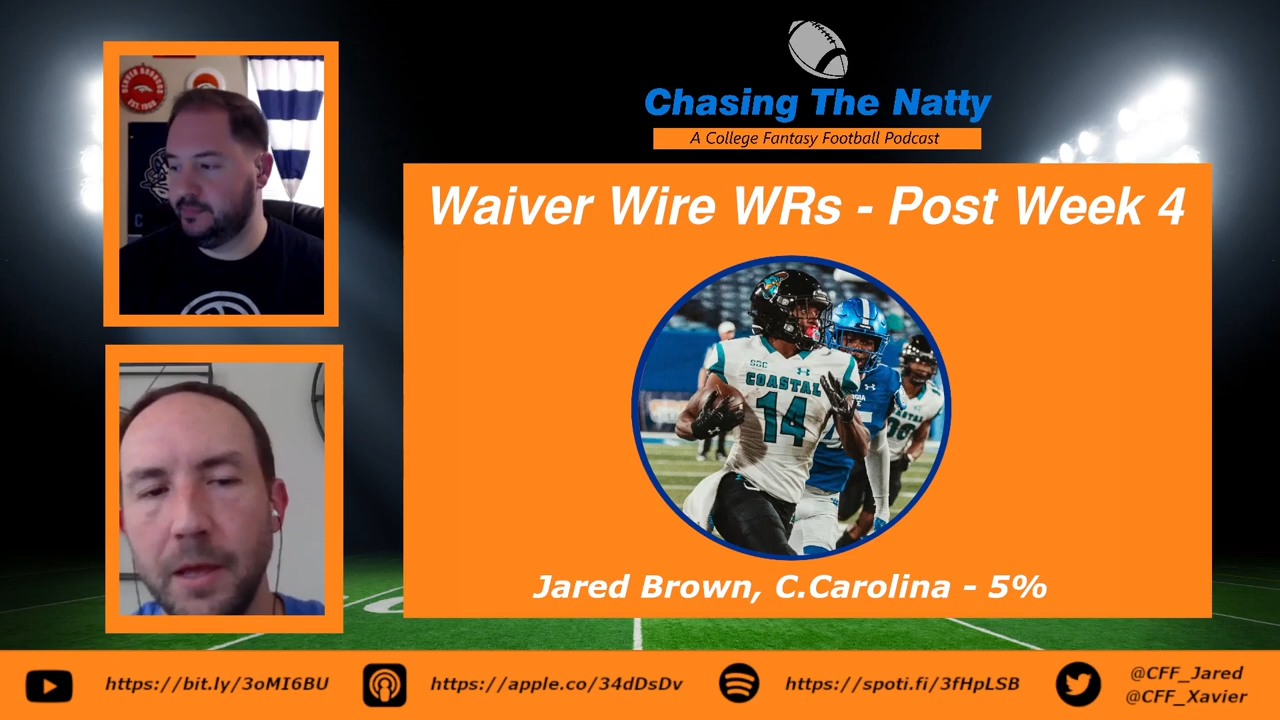 Chasing The Natty
A College Fantasy Football Podcast
Waiver Wire WRs - Post Week 4
COASTAL
14
Jared Brown, C.Carolina - 5%
https://bit.ly/3oMI6BU
https://apple.co/34dDsDv
https://spoti.fi/3fHpLSB
@CFF_Jared
@CFF_Xavier